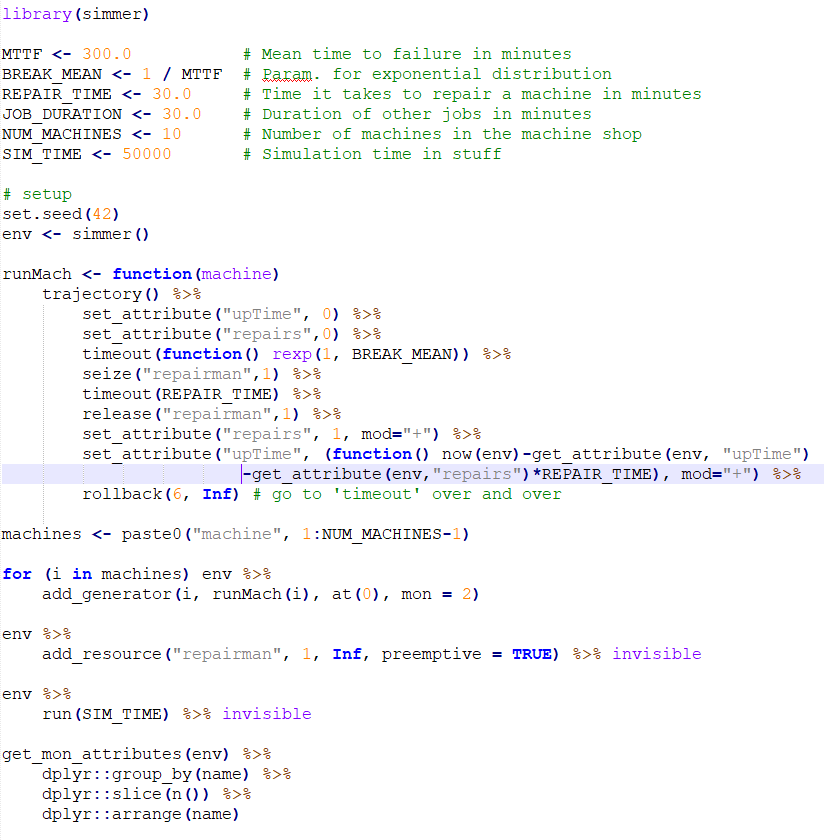 library(simmer)
MTTF <- 300.0 # Mean time to failure in minutes
BREAK_MEAN <- 1 / MTTF # Param. for exponential distribution
REPAIR_TIME <- 30.0 # Time it takes to repair a machine in minutes
JOB_DURATION <- 30.0 # Duration of other jobs in minutes
NUM_MACHINES <- 10 # Number of machines in the machine shop
SIM_TIME <- 50000 # Simulation time in stuff
# setup
set.seed(42)
env <- simmer()
runMach <- function(machine)
trajectory() %>%
set_attribute("upTime", 0) %>%
set_attribute("repairs",0) %>%
timeout(function() rexp(1, BREAK_MEAN)) %>%
seize("repairman",1) %>%
timeout(REPAIR_TIME) %>%
release("repairman",1) %>%
set_attribute("repairs", 1, mod="+") %>%
set_attribute("upTime", (function() now(env)-get_attribute(env, "upTime")
-get_attribute(env,"repairs")*REPAIR_TIME), mod="+") %>%
rollback(6, Inf) # go to 'timeout' over and over
machines <- paste0("machine", 1:NUM_MACHINES-1)
for (i in machines) env %>%
add_generator(i, runMach(i), at(0), mon = 2)
env %>%
add_resource("repairman", 1, Inf, preemptive = TRUE) %>% invisible
env %>%
run(SIM_TIME) %>% invisible
get_mon_attributes(env) %>%
dplyr::group_by(name) %>%
dplyr::slice(n()) %>%
dplyr::arrange(name)